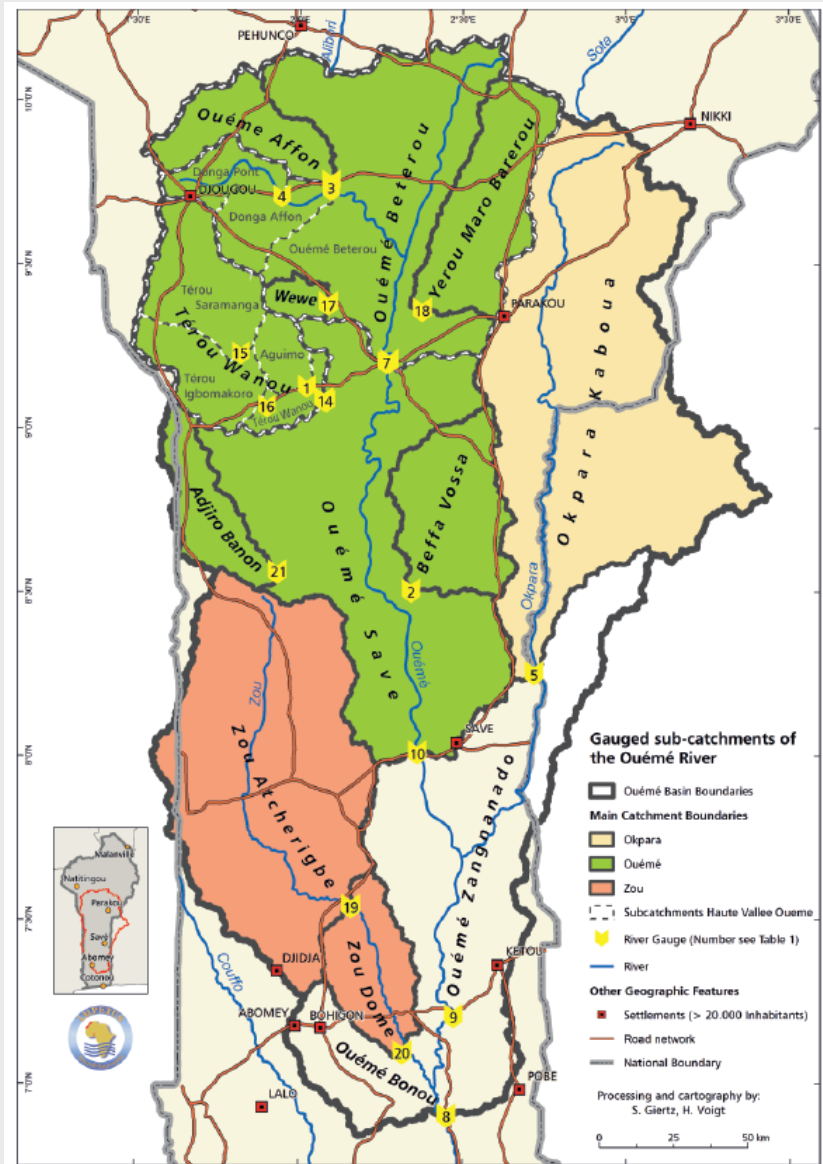 1°30'E
2°0'E
2°30'E
3°0'E
3°30'E
PEHUNCO
Alibori
Sota
10°0'N
NIKKI
Ouémé Affon
Donga Pont
DJOUGOU
4
3
Donga Affon
Ouémé Beterou
Ouémé Beterou
Yerou Maro Barerou
9°30'N
Térou
Saramanga
Wewe
17
18
PARAKOU
Térou Wanou
15
Aguimo
7
Térou
Igbomakoro
1
16
14
Térou Wanou
9°0'N
Okpara Kaboua
Adjiro Banon
21
Ouémé Save
Beffa Vossa
2
8°30'N
Okpara
Ouémé
5
Zou
Zou Atcherigbe
SAVE
10
8°0'N
Ouémé Zangnanado
19
7°30'N
Zou Dome
DJIDJA
KETOU
Couffo
ABOMEY
BOHICON
9
20
Ouémé Bonou
8
POBE
LALO
7°0'N
Malanville
Natitingou
Parakou
Savé
Abomey
Cotonou
Gauged sub-catchments of
the Ouémé River
Ouémé Basin Boundaries
Main Catchment Boundaries
Okpara
Ouémé
Zou
Subcatchments Haute Vallee Oueme
River Gauge (Number see Table 1)
River
Other Geographic Features
Settlements (> 20.000 Inhabitants)
Road network
National Boundary
Processing and cartography by:
S. Giertz, H. Voigt
0 50 km